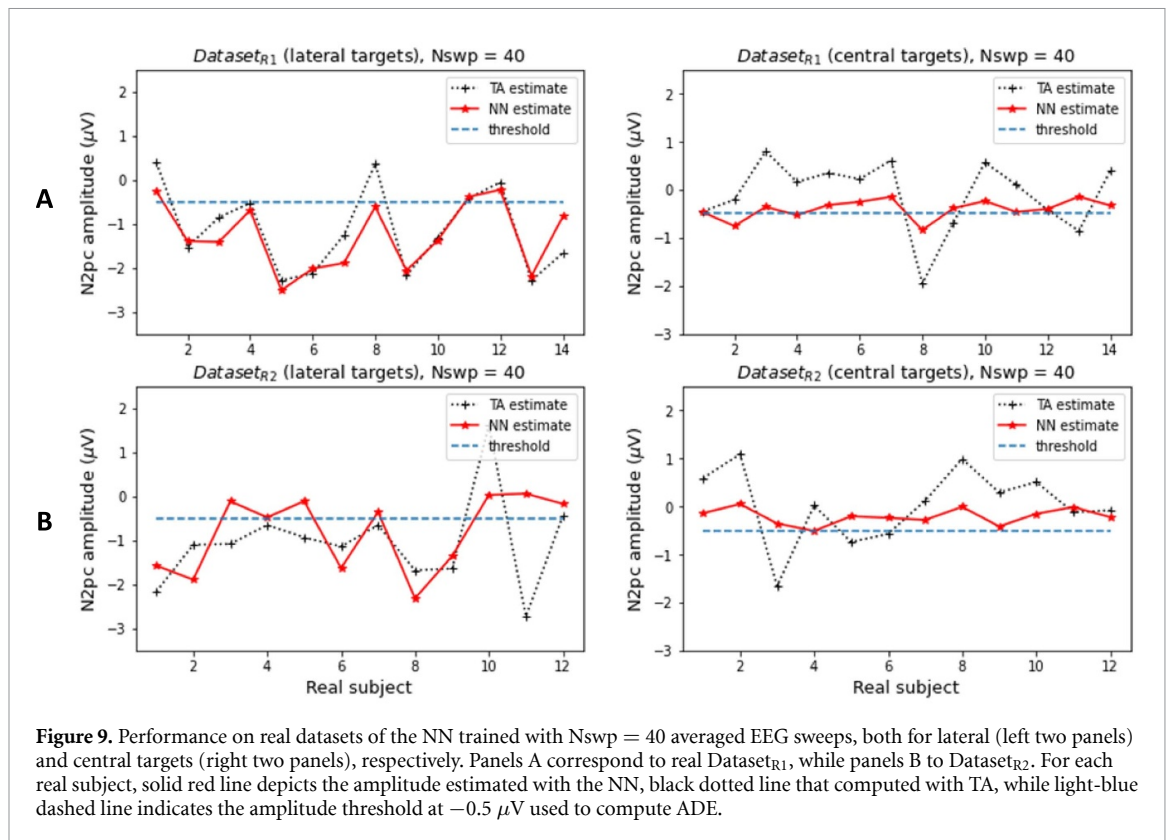 Dataset_R1 (lateral targets), Nswp = 40
TA estimate
NN estimate
threshold
2
1
0
−1
−2
−3
N2pc amplitude (μV)
2
4
6
8
10
12
14
A
Dataset_R1 (central targets), Nswp = 40
TA estimate
NN estimate
threshold
2
1
0
−1
−2
−3
N2pc amplitude (μV)
2
4
6
8
10
12
14
Dataset_R2 (lateral targets), Nswp = 40
TA estimate
NN estimate
threshold
2
1
0
−1
−2
−3
N2pc amplitude (μV)
2
4
6
8
10
12
Real subject
B
Dataset_R2 (central targets), Nswp = 40
TA estimate
NN estimate
threshold
2
1
0
−1
−2
−3
N2pc amplitude (μV)
2
4
6
8
10
12
Real subject
Figure 9. Performance on real datasets of the NN trained with Nswp = 40 averaged EEG sweeps, both for lateral (left two panels)
and central targets (right two panels), respectively. Panels A correspond to real Dataset_R1, while panels B to Dataset_R2. For each
real subject, solid red line depicts the amplitude estimated with the NN, black dotted line that computed with TA, while light-blue
dashed line indicates the amplitude threshold at −0.5 μV used to compute ADE.